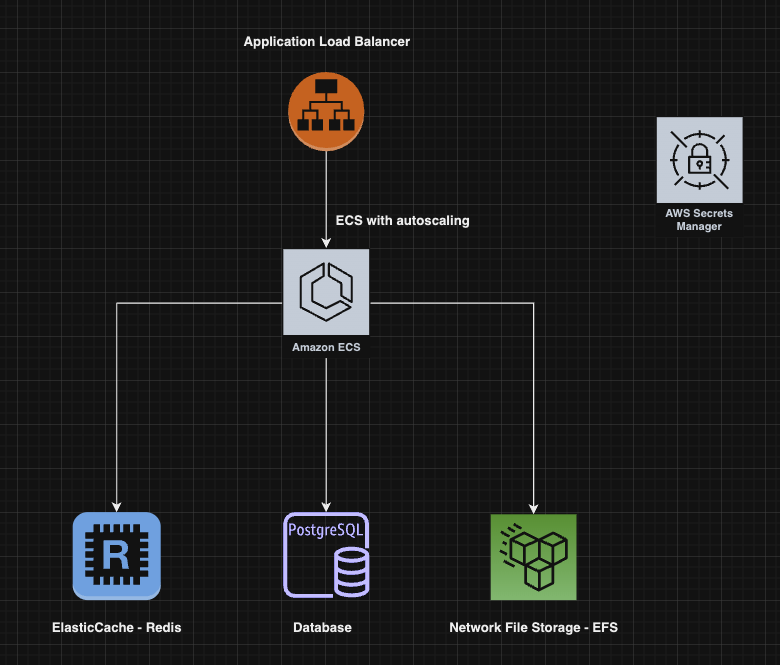 Application Load Balancer
AWS Secrets
Manager
ECS with autoscaling
Amazon ECS
R
PostgreSQL
ElasticCache - Redis
Database
Network File Storage - EFS